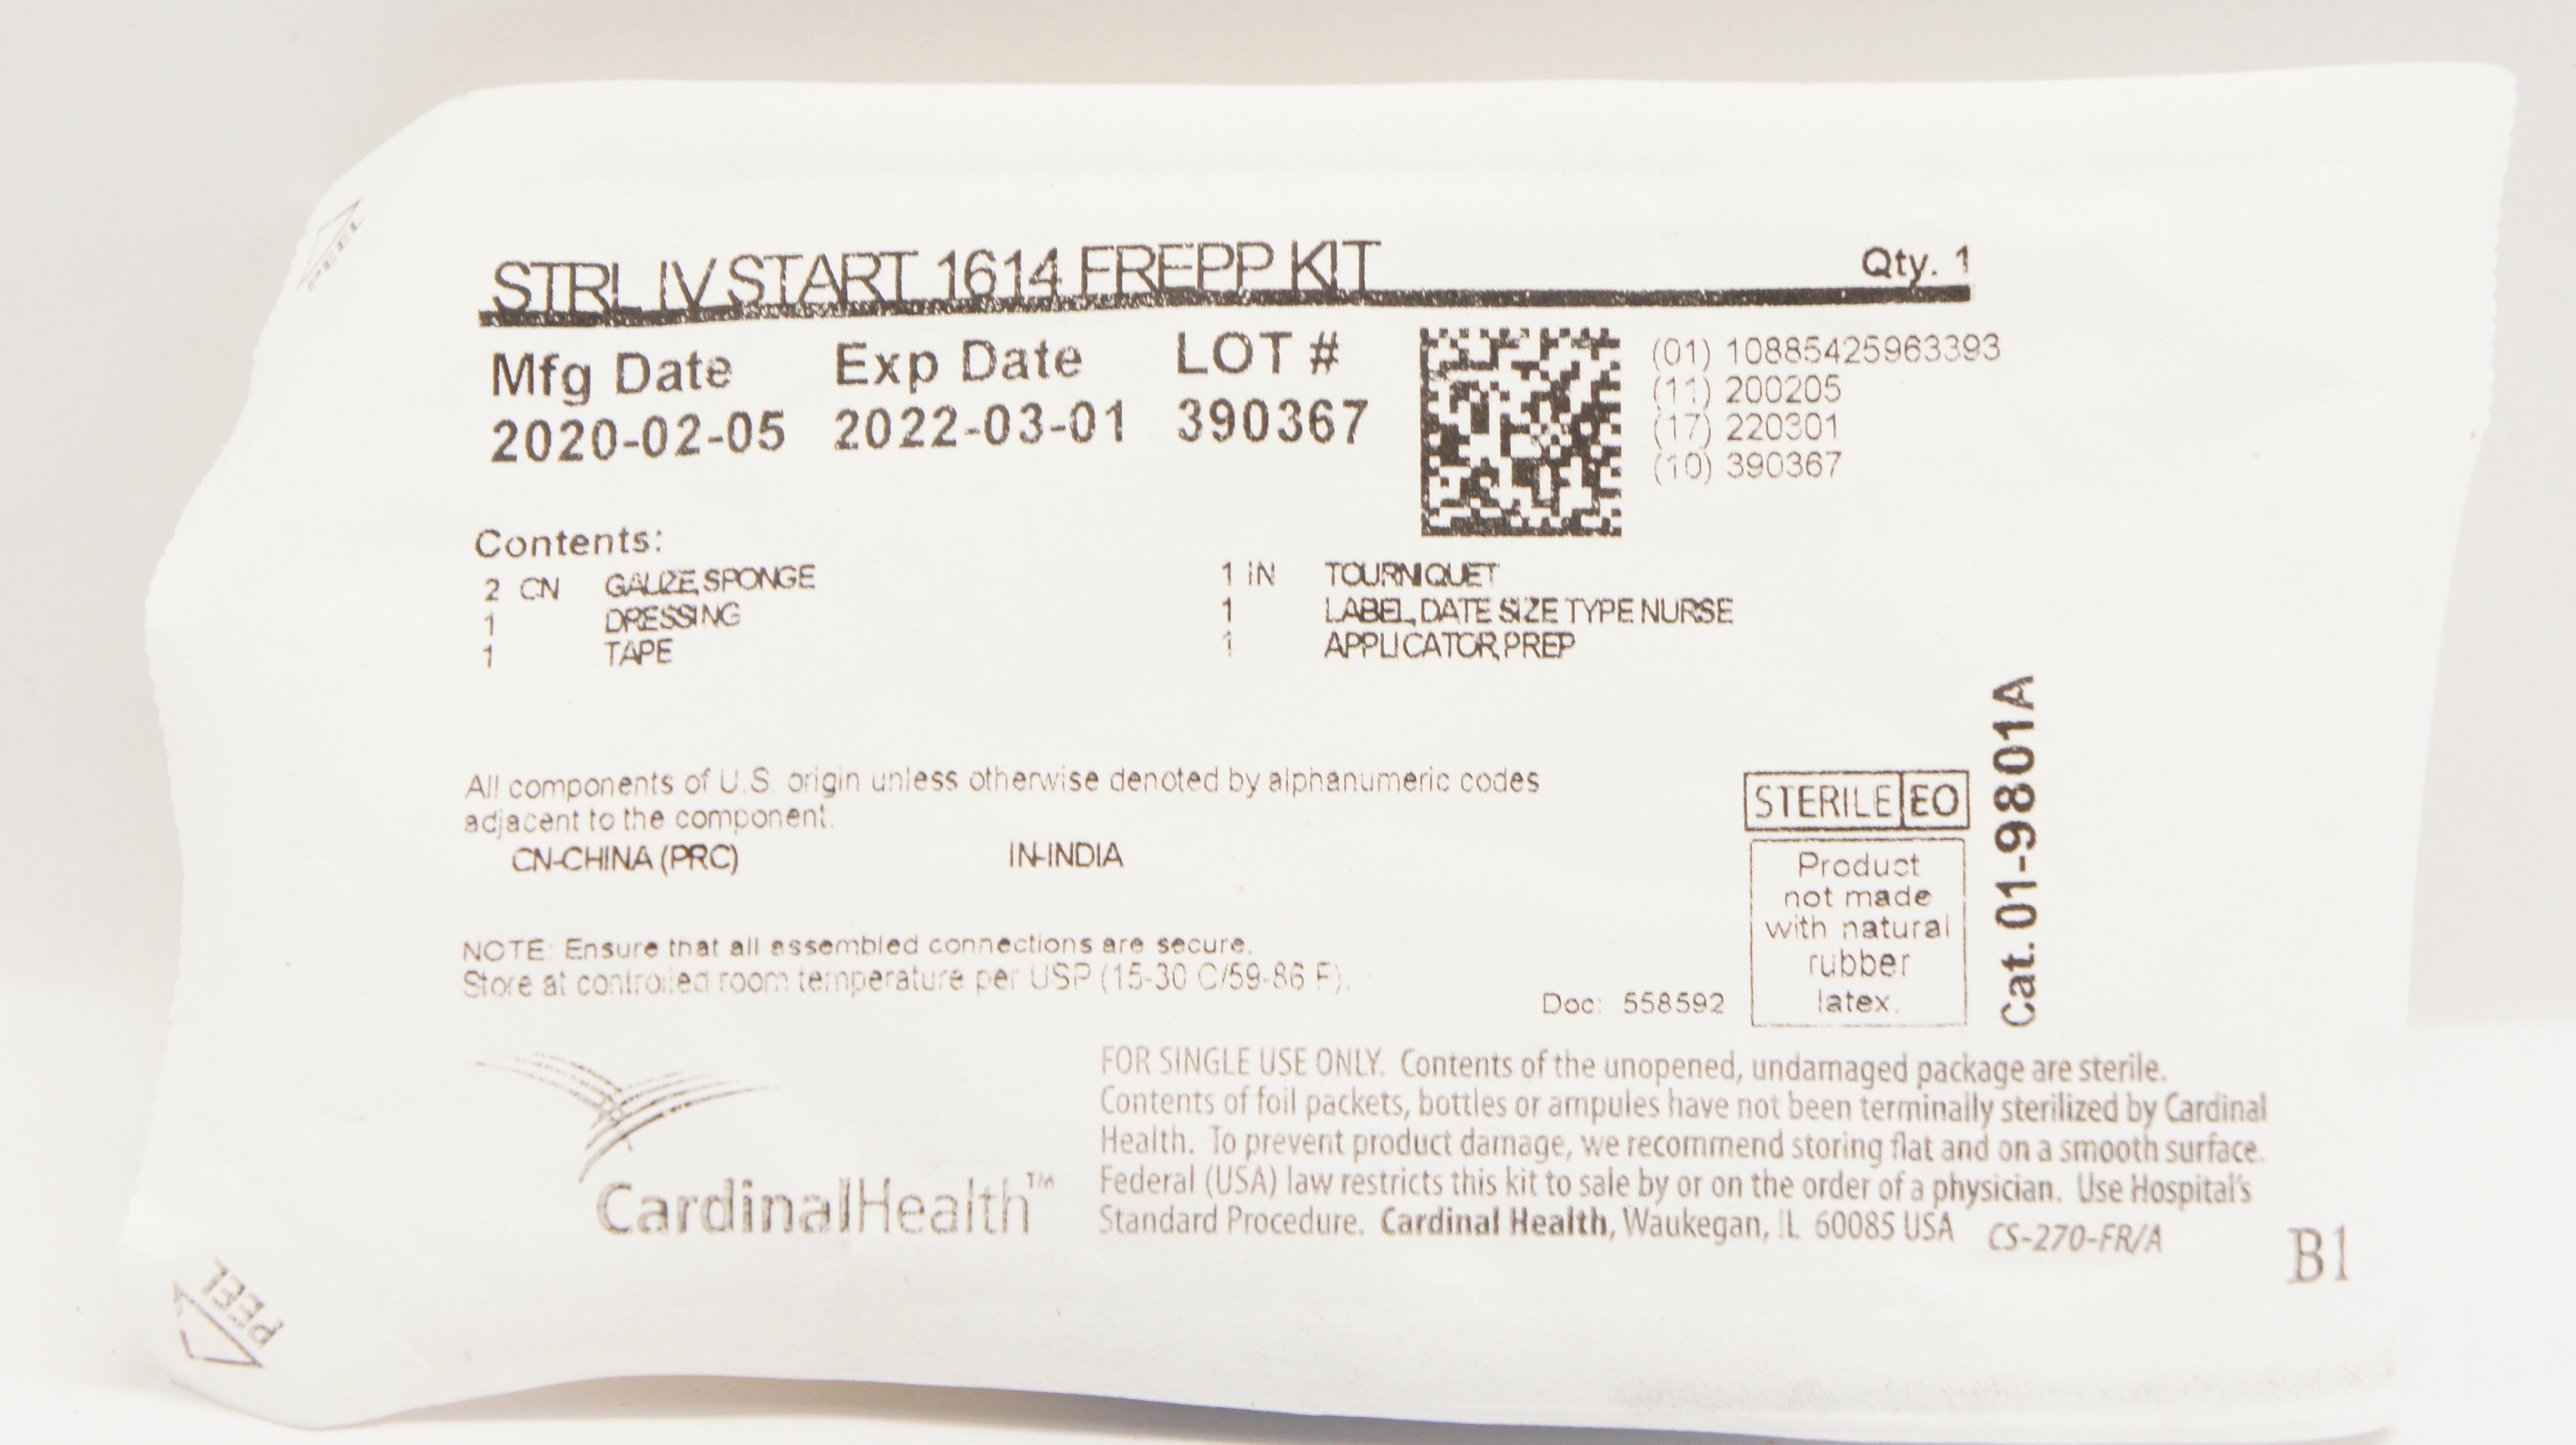 PEEL
STRL IV START 1614 FREPP KIT Qty. 1
Mfg Date Exp Date LOT #
2020-02-05 2022-03-01 390367
(01) 10885425963393
(11) 200205
(17) 220301
(10) 390367
Contents:
2 CN GAUZE,SPONGE
1 DRESSING
1 TAPE
1 IN TOURNIQUET
1 LABEL,DATE SIZE TYPE NURSE
1 APPLICATOR,PREP
All components of U.S. origin unless otherwise denoted by alphanumeric codes
adjacent to the component.
CN-CHINA (PRC) IN-INDIA
NOTE: Ensure that all assembled connections are secure.
Store at controlled room temperature per USP (15-30 C/59-86 F).
Doc: 558592
STERILE EO
Product
not made
with natural
rubber
latex.
Cat. 01-9801A
CardinalHealth™
FOR SINGLE USE ONLY. Contents of the unopened, undamaged package are sterile.
Contents of foil packets, bottles or ampules have not been terminally sterilized by Cardinal
Health. To prevent product damage, we recommend storing flat and on a smooth surface.
Federal (USA) law restricts this kit to sale by or on the order of a physician. Use Hospital's
Standard Procedure. Cardinal Health, Waukegan, IL 60085 USA CS-270-FR/A
B1
PEEL